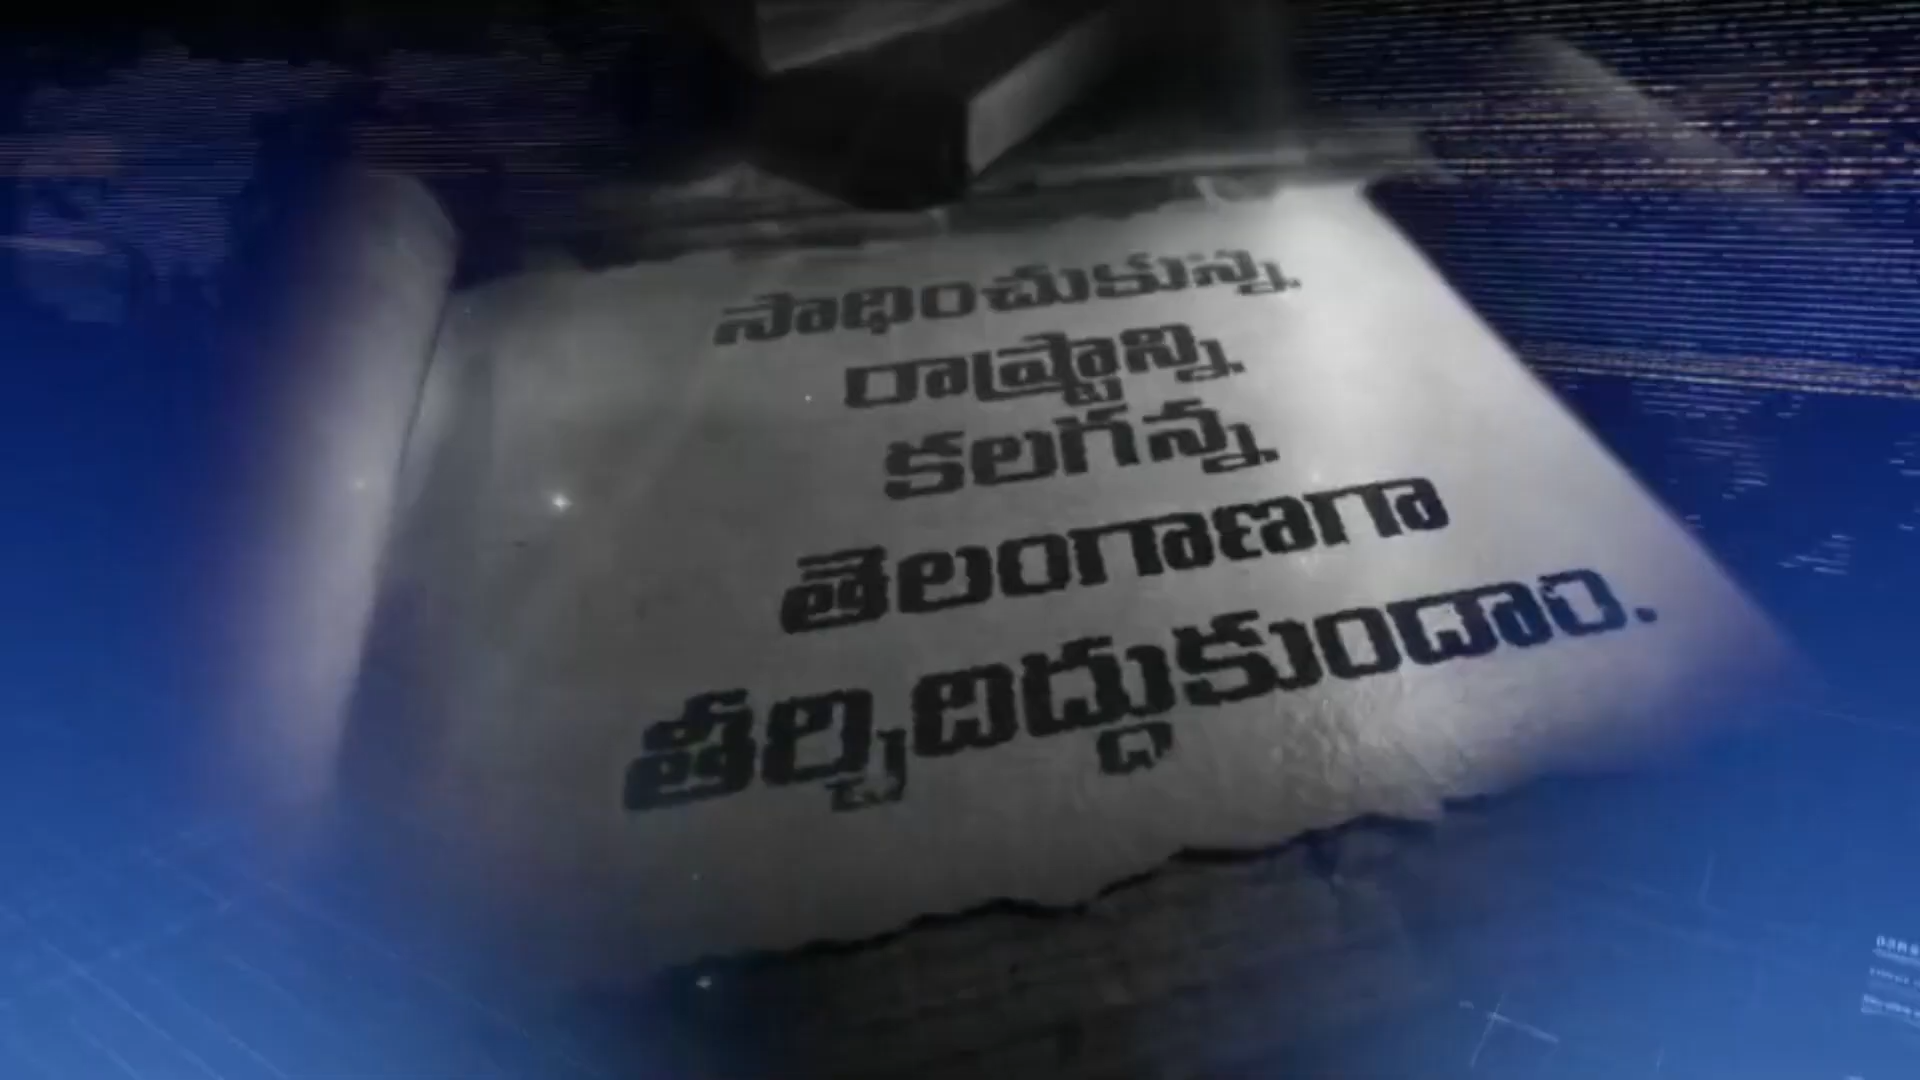 సాధించుకున్న
రాష్ట్రాన్ని
కలగన్న
తెలంగాణగా
తీర్చిదిద్దుకుందాం.